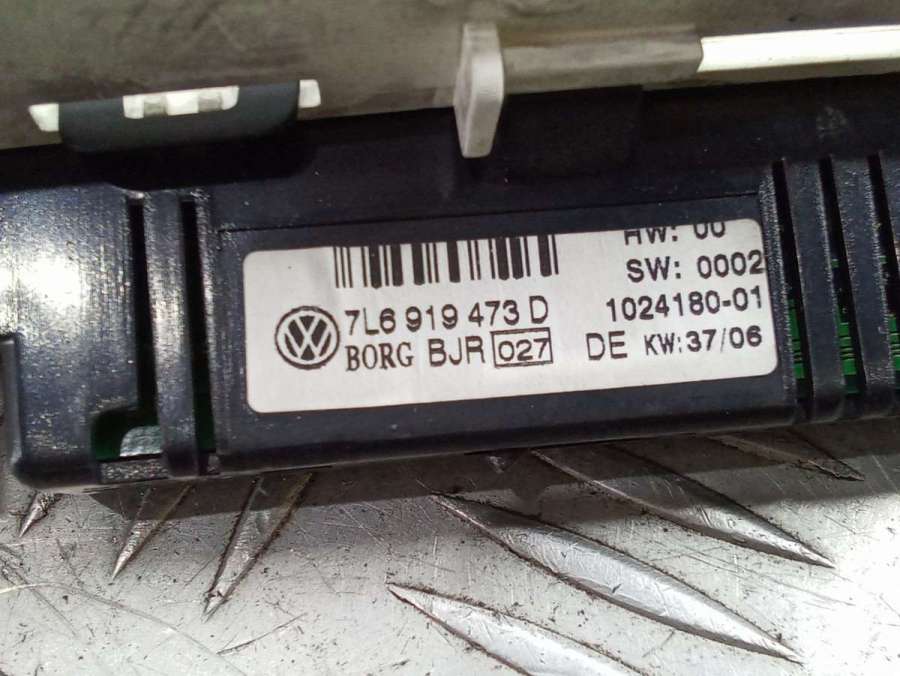 HW: 00
SW: 0002
7L6 919 473 D 1024180-01
BORG BJR 027 DE KW: 37/06